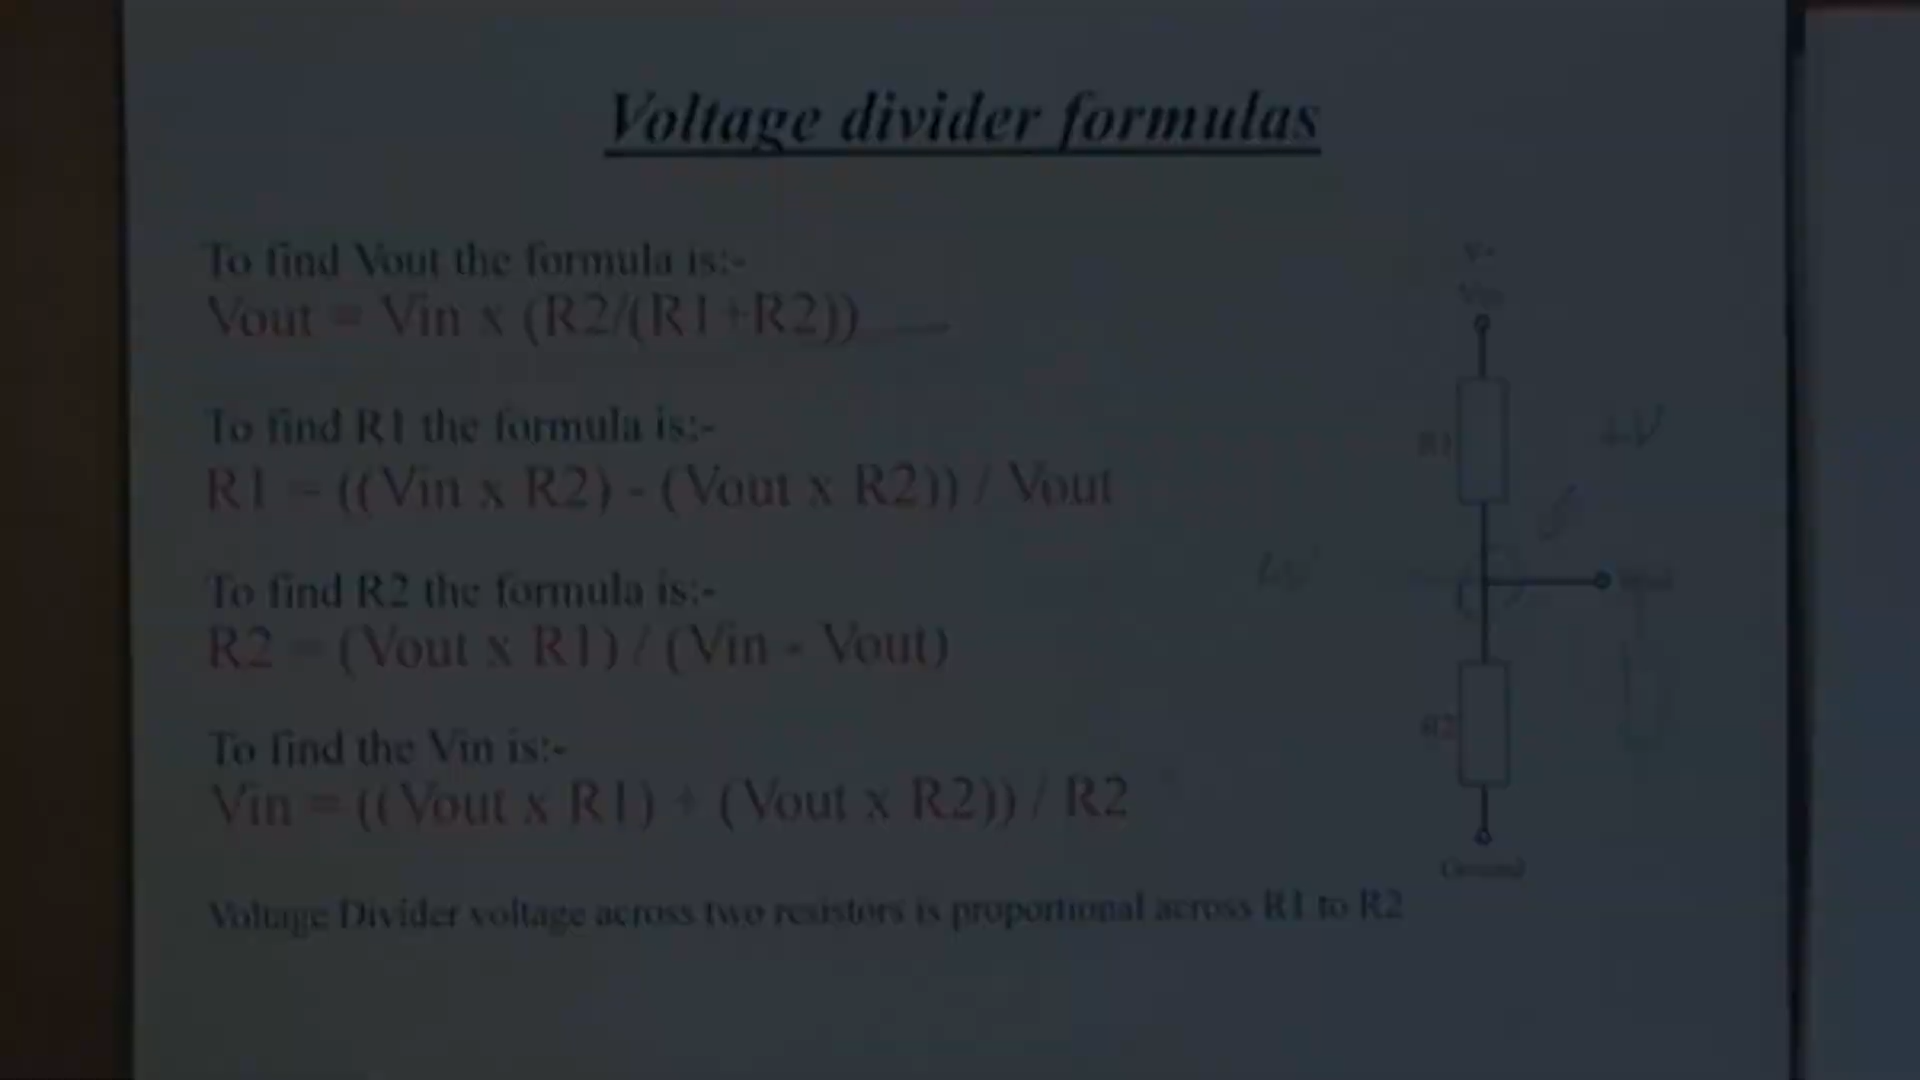 Voltage divider formulas
To find Vout the formula is:-
Vout = Vin x (R2/(R1+R2))
To find R1 the formula is:-
R1 = ((Vin x R2) - (Vout x R2)) / Vout
To find R2 the formula is:-
R2 = (Vout x R1) / (Vin - Vout)
To find the Vin is:-
Vin = ((Vout x R1) + (Vout x R2)) / R2
Voltage Divider voltage across two resistors is proportional across R1 to R2
V+
Vin
R1
Vout
R2
Ground